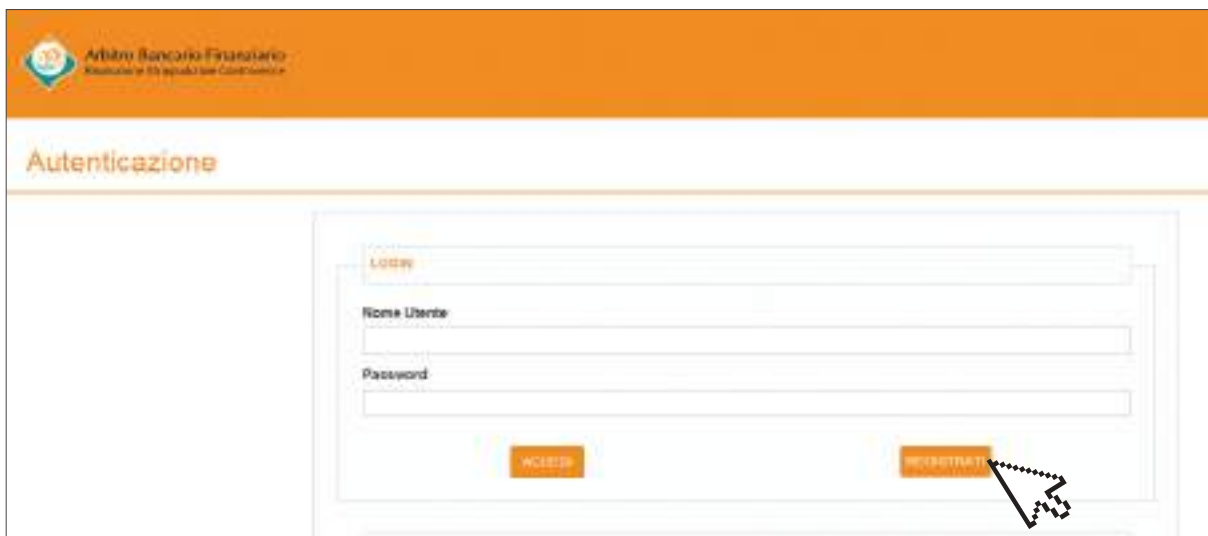 Arbitro Bancario Finanziario
Autenticazione
LOGIN
Nome Utente
Password
ACCEDI
REGISTRATI